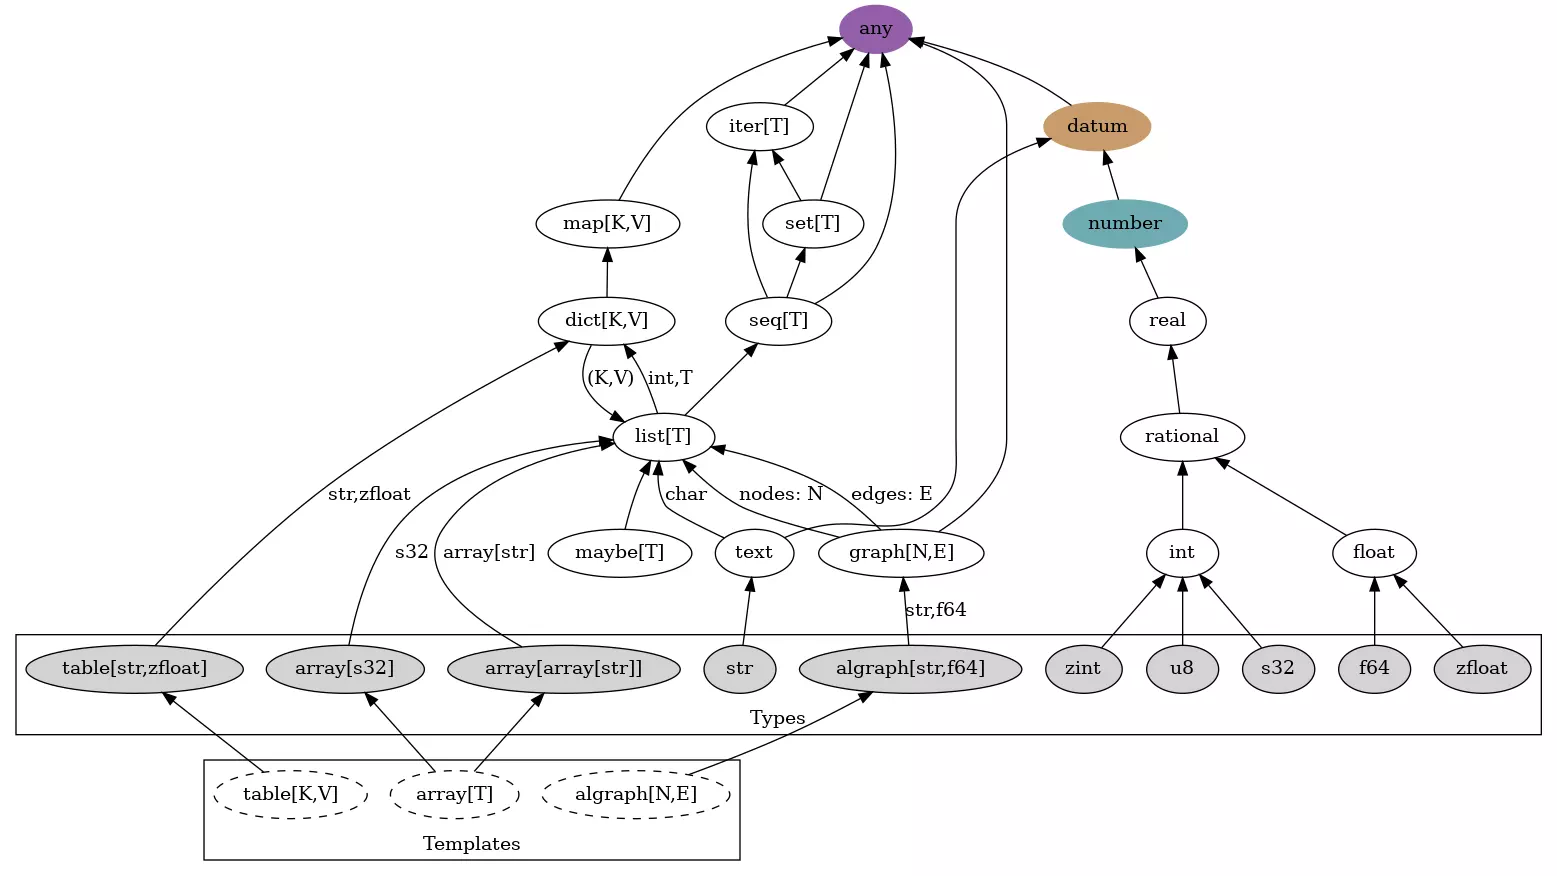 any
iter[T]
datum
map[K,V]
set[T]
number
dict[K,V]
seq[T]
real
(K,V)
int,T
list[T]
rational
str,zfloat
char
nodes: N
edges: E
s32
array[str]
maybe[T]
text
graph[N,E]
int
float
str,f64
table[str,zfloat]
array[s32]
array[array[str]]
str
algraph[str,f64]
zint
u8
s32
f64
zfloat
Types
table[K,V]
array[T]
algraph[N,E]
Templates